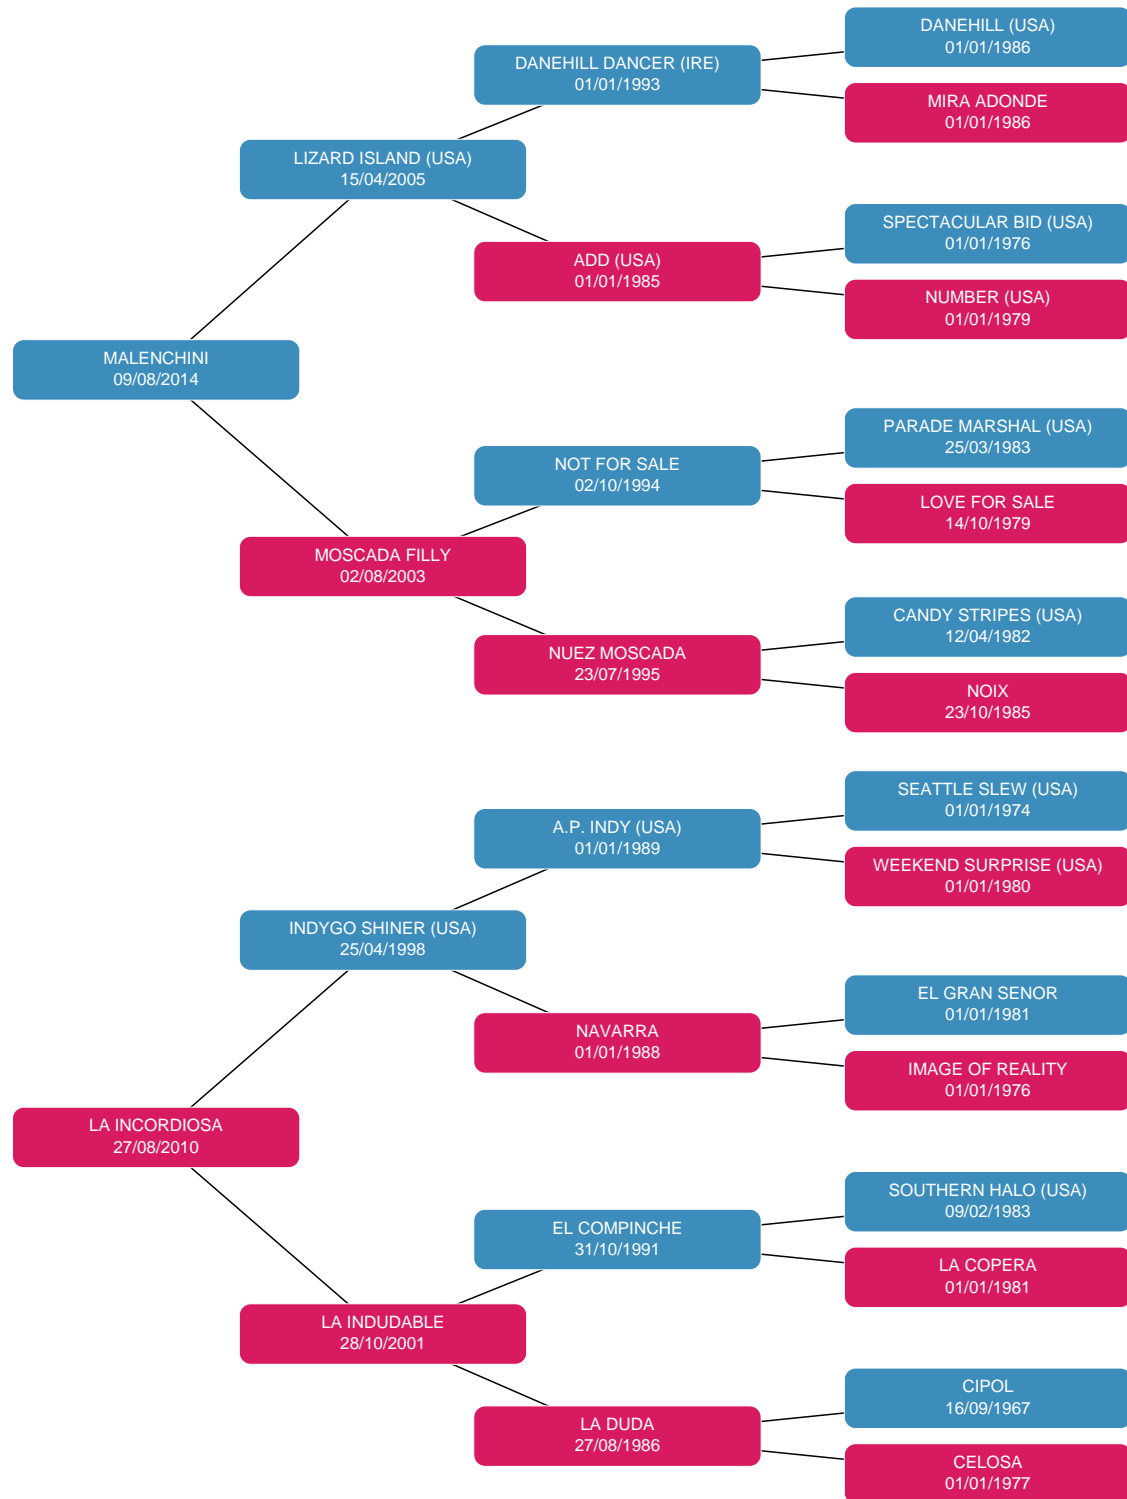 DANEHILL (USA)
01/01/1986
DANEHILL DANCER (IRE)
01/01/1993
MIRA ADONDE
01/01/1986
LIZARD ISLAND (USA)
15/04/2005
SPECTACULAR BID (USA)
01/01/1976
ADD (USA)
01/01/1985
NUMBER (USA)
01/01/1979
MALENCHINI
09/08/2014
PARADE MARSHAL (USA)
25/03/1983
NOT FOR SALE
02/10/1994
LOVE FOR SALE
14/10/1979
MOSCADA FILLY
02/08/2003
CANDY STRIPES (USA)
12/04/1982
NUEZ MOSCADA
23/07/1995
NOIX
23/10/1985
SEATTLE SLEW (USA)
01/01/1974
A.P. INDY (USA)
01/01/1989
WEEKEND SURPRISE (USA)
01/01/1980
INDYGO SHINER (USA)
25/04/1998
EL GRAN SENOR
01/01/1981
NAVARRA
01/01/1988
IMAGE OF REALITY
01/01/1976
LA INCORDIOSA
27/08/2010
SOUTHERN HALO (USA)
09/02/1983
EL COMPINCHE
31/10/1991
LA COPERA
01/01/1981
LA INDUDABLE
28/10/2001
CIPOL
16/09/1967
LA DUDA
27/08/1986
CELOSA
01/01/1977